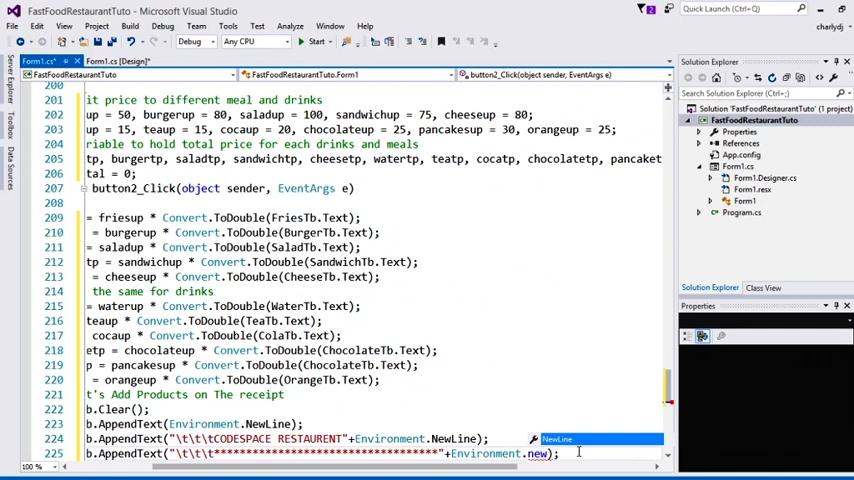 FastFoodRestaurantTuto - Microsoft Visual Studio
2
Quick Launch (Ctrl+Q)
File Edit View Project Build Debug Team Tools Test Analyze Window Help
charlydj
Debug Any CPU Start
Form1.cs* Form1.cs [Design]*
Solution Explorer
FastFoodRestaurantTuto FastFoodRestaurantTuto.Form1 button2_Click(object sender, EventArgs e)
Server Explorer
Toolbox
Data Sources
200
201 it price to different meal and drinks
202 up = 50, burgerup = 80, saladup = 100, sandwichup = 75, cheeseup = 80;
203 up = 15, teaup = 15, cocaup = 20, chocolateup = 25, pancakesup = 30, orangeup = 25;
204 riable to hold total price for each drinks and meals
205 tp, burgertp, saladtp, sandwichtp, cheesetp, watertp, teatp, cocatp, chocolatetp, pancaket
206 tal = 0;
207 button2_Click(object sender, EventArgs e)
208
209 = friesup * Convert.ToDouble(FriesTb.Text);
210 = burgerup * Convert.ToDouble(BurgerTb.Text);
211 = saladup * Convert.ToDouble(SaladTb.Text);
212 tp = sandwichup * Convert.ToDouble(SandwichTb.Text);
213 = cheeseup * Convert.ToDouble(CheeseTb.Text);
214 the same for drinks
215 = waterup * Convert.ToDouble(WaterTb.Text);
216 teaup * Convert.ToDouble(TeaTb.Text);
217 cocaup * Convert.ToDouble(ColaTb.Text);
218 etp = chocolateup * Convert.ToDouble(ChocolateTb.Text);
219 p = pancakesup * Convert.ToDouble(ChocolateTb.Text);
220 = orangeup * Convert.ToDouble(OrangeTb.Text);
221 t's Add Products on The receipt
222 b.Clear();
223 b.AppendText(Environment.NewLine);
224 b.AppendText("\t\t\tCODESPACE RESTAURENT"+Environment.NewLine);
NewLine
225 b.AppendText("\t\t\t***********************************"+Environment.new);
100 %
Search Solution Explorer (Ctrl+;)
Solution 'FastFoodRestaurantTuto' (1 project)
FastFoodRestaurantTuto
Properties
References
App.config
Form1.cs
Form1.Designer.cs
Form1.resx
Form1
Program.cs
Solution Explorer Class View
Properties